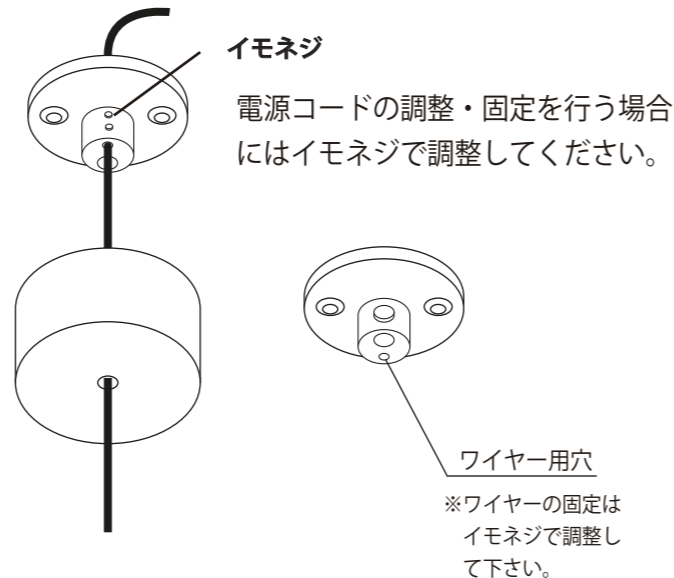 イモネジ
電源コードの調整・固定を行う場合
にはイモネジで調整してください。
ワイヤー用穴
※ワイヤーの固定は
イモネジで調整し
て下さい。